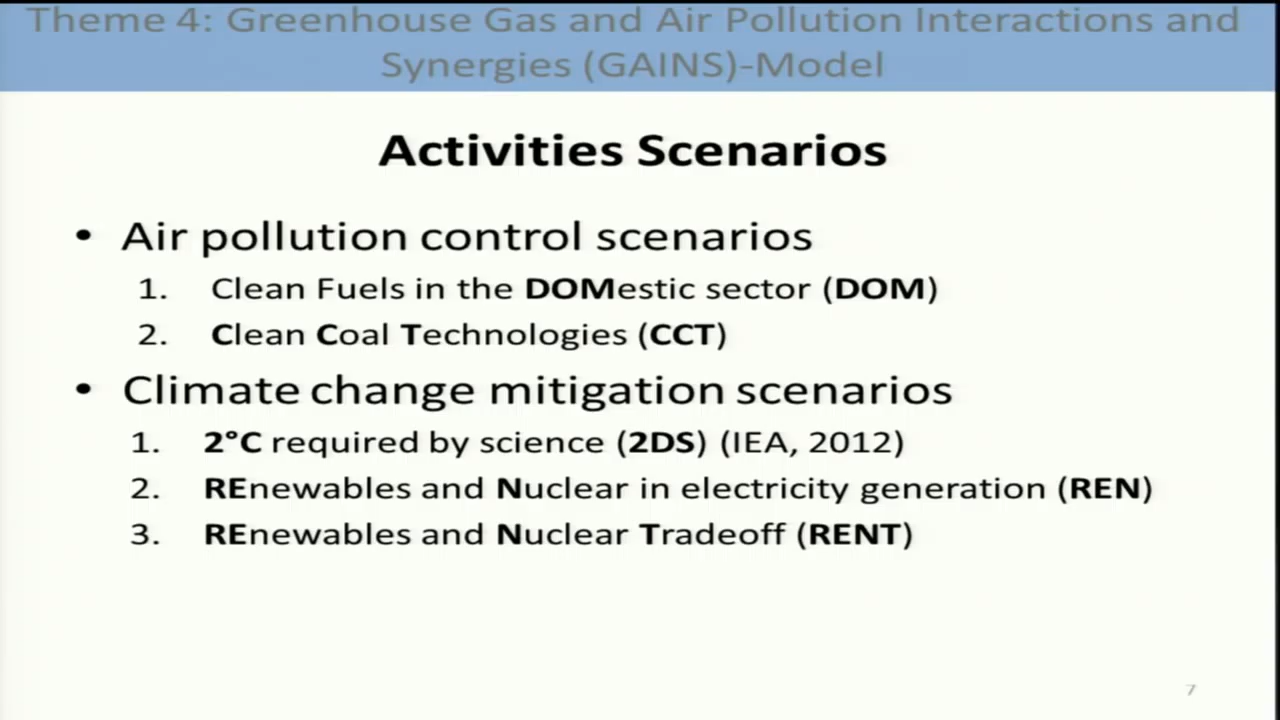 Theme 4: Greenhouse Gas and Air Pollution Interactions and
Synergies (GAINS)-Model
Activities Scenarios
• Air pollution control scenarios
1. Clean Fuels in the DOMestic sector (DOM)
2. Clean Coal Technologies (CCT)
• Climate change mitigation scenarios
1. 2°C required by science (2DS) (IEA, 2012)
2. REnewables and Nuclear in electricity generation (REN)
3. REnewables and Nuclear Tradeoff (RENT)
7